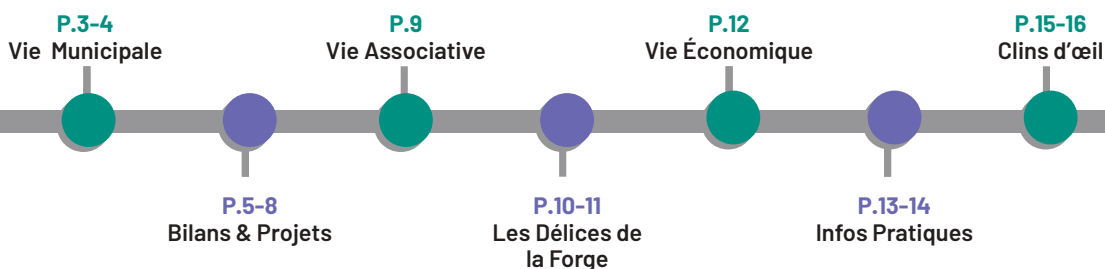 P.3-4
Vie Municipale
P.9
Vie Associative
P.12
Vie Économique
P.15-16
Clins d'œil
P.5-8
Bilans & Projets
P.10-11
Les Délices de
la Forge
P.13-14
Infos Pratiques